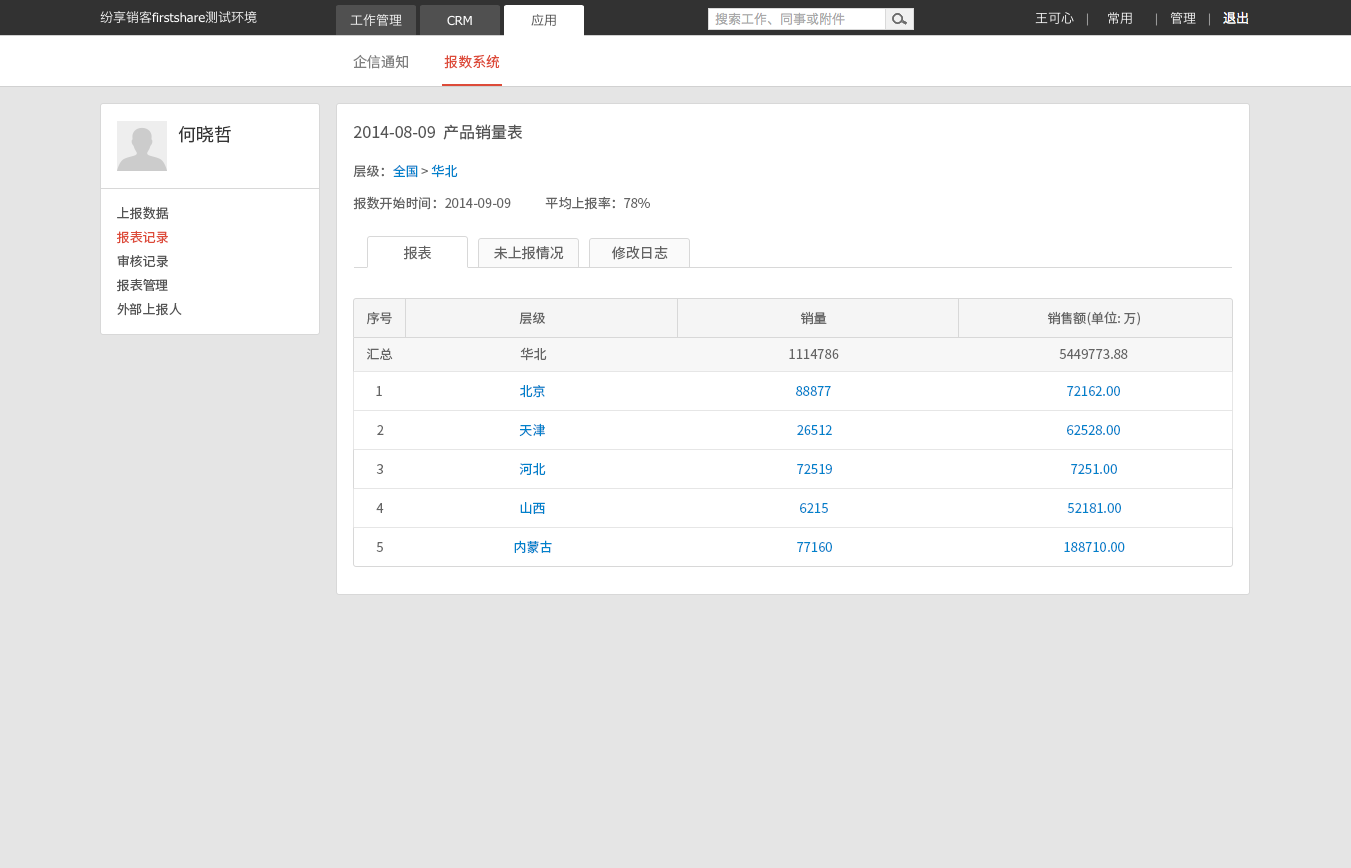 纷享销客firstshare测试环境 工作管理 CRM 应用 搜索工作、同事或附件 王可心 | 常用 | 管理 | 退出
企信通知 报数系统
何晓哲
上报数据
报表记录
审核记录
报表管理
外部上报人
2014-08-09 产品销量表
层级: 全国 > 华北
报数开始时间: 2014-09-09 平均上报率: 78%
报表 未上报情况 修改日志
序号 层级 销量 销售额(单位: 万)
汇总 华北 1114786 5449773.88
1 北京 88877 72162.00
2 天津 26512 62528.00
3 河北 72519 7251.00
4 山西 6215 52181.00
5 内蒙古 77160 188710.00